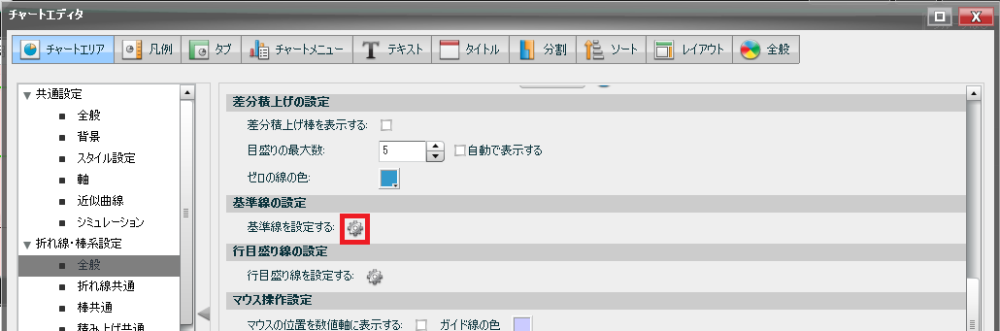 チャートエディタ
チャートエリア 凡例 タブ チャートメニュー テキスト タイトル 分割 ソート レイアウト 全般
共通設定
全般
背景
スタイル設定
軸
近似曲線
シミュレーション
折れ線・棒系設定
全般
折れ線共通
棒共通
積み上げ共通
差分積上げの設定
差分積上げ棒を表示する:
目盛りの最大数: 5 自動で表示する
ゼロの線の色:
基準線の設定
基準線を設定する:
行目盛り線の設定
行目盛り線を設定する:
マウス操作設定
マウスの位置を数値軸に表示する: ガイド線の色